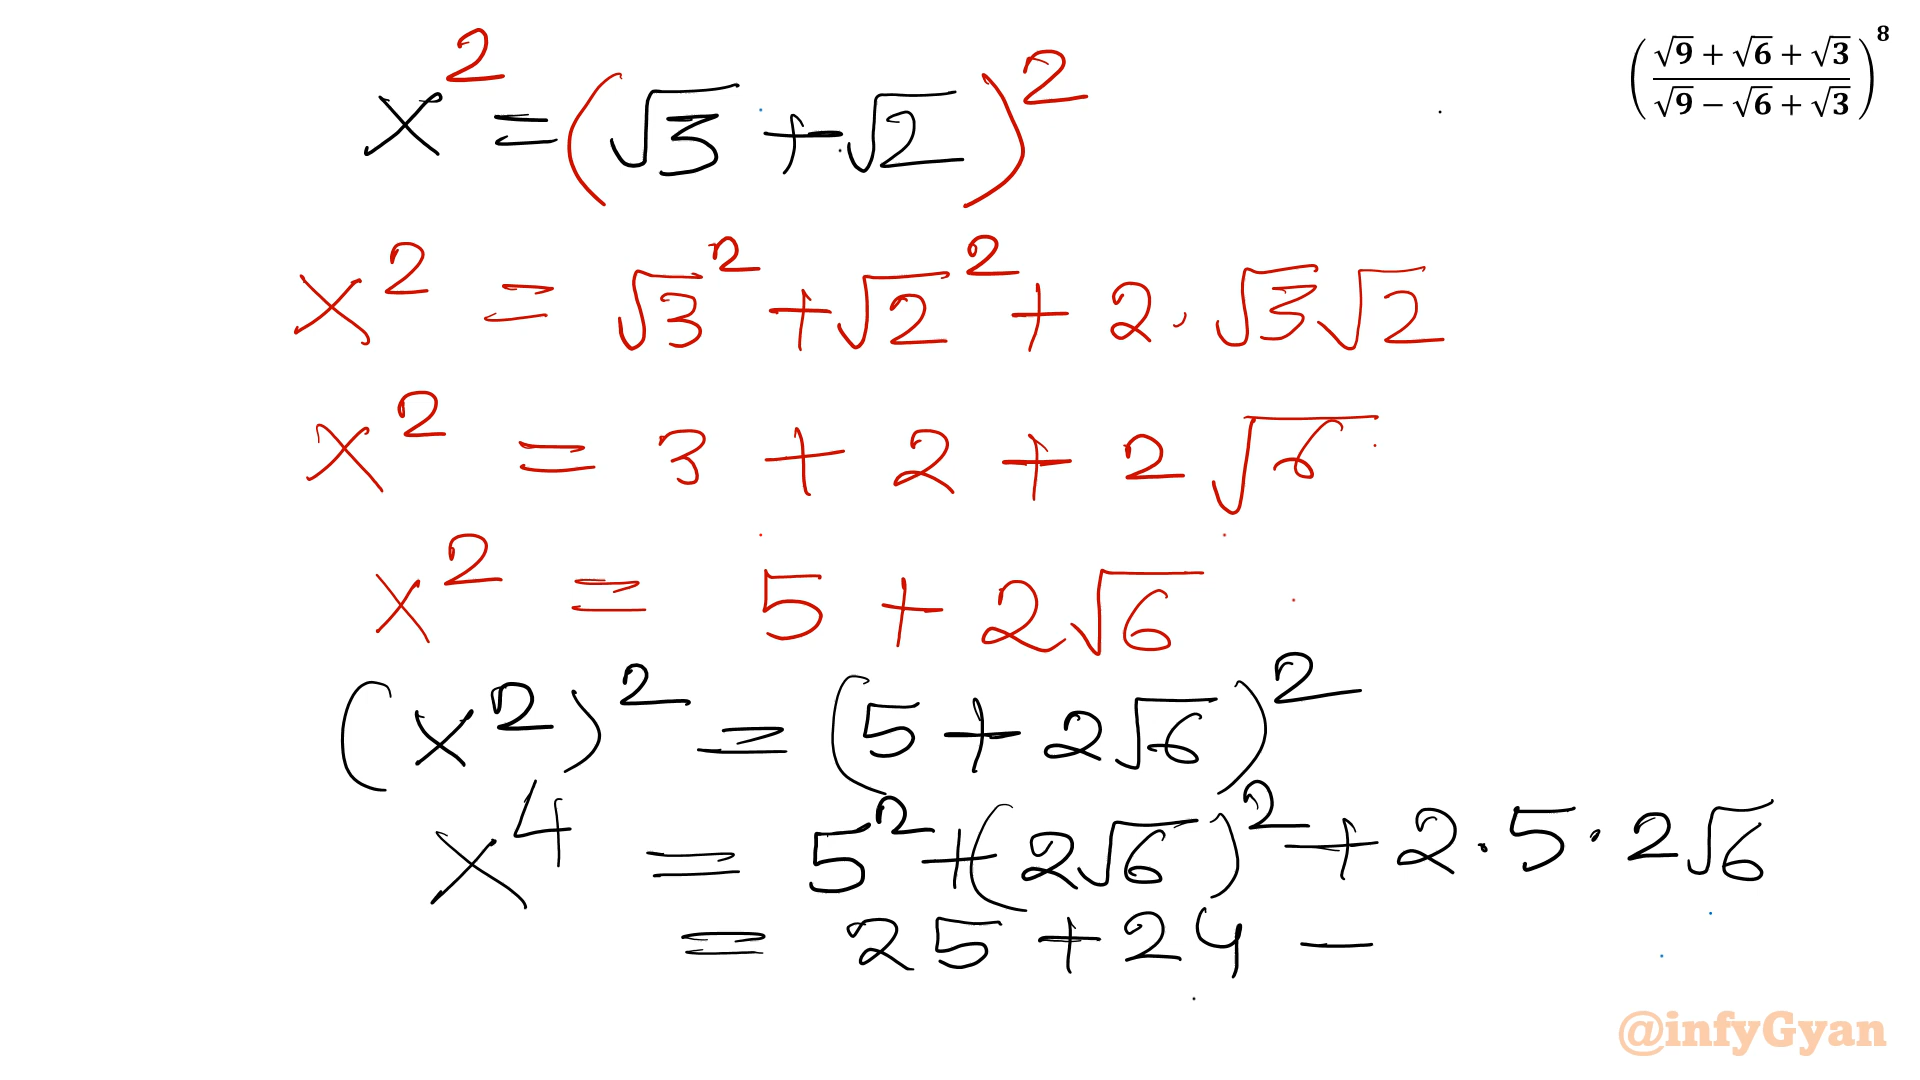 ((√9 + √6 + √3)/(√9 − √6 + √3))⁸
x² = (√3 + √2)²
x² = √3² + √2² + 2 · √3 √2
x² = 3 + 2 + 2√6
x² = 5 + 2√6
(x²)² = (5 + 2√6)²
x⁴ = 5² + (2√6)² + 2 · 5 · 2√6
= 25 + 24 −
@infyGyan